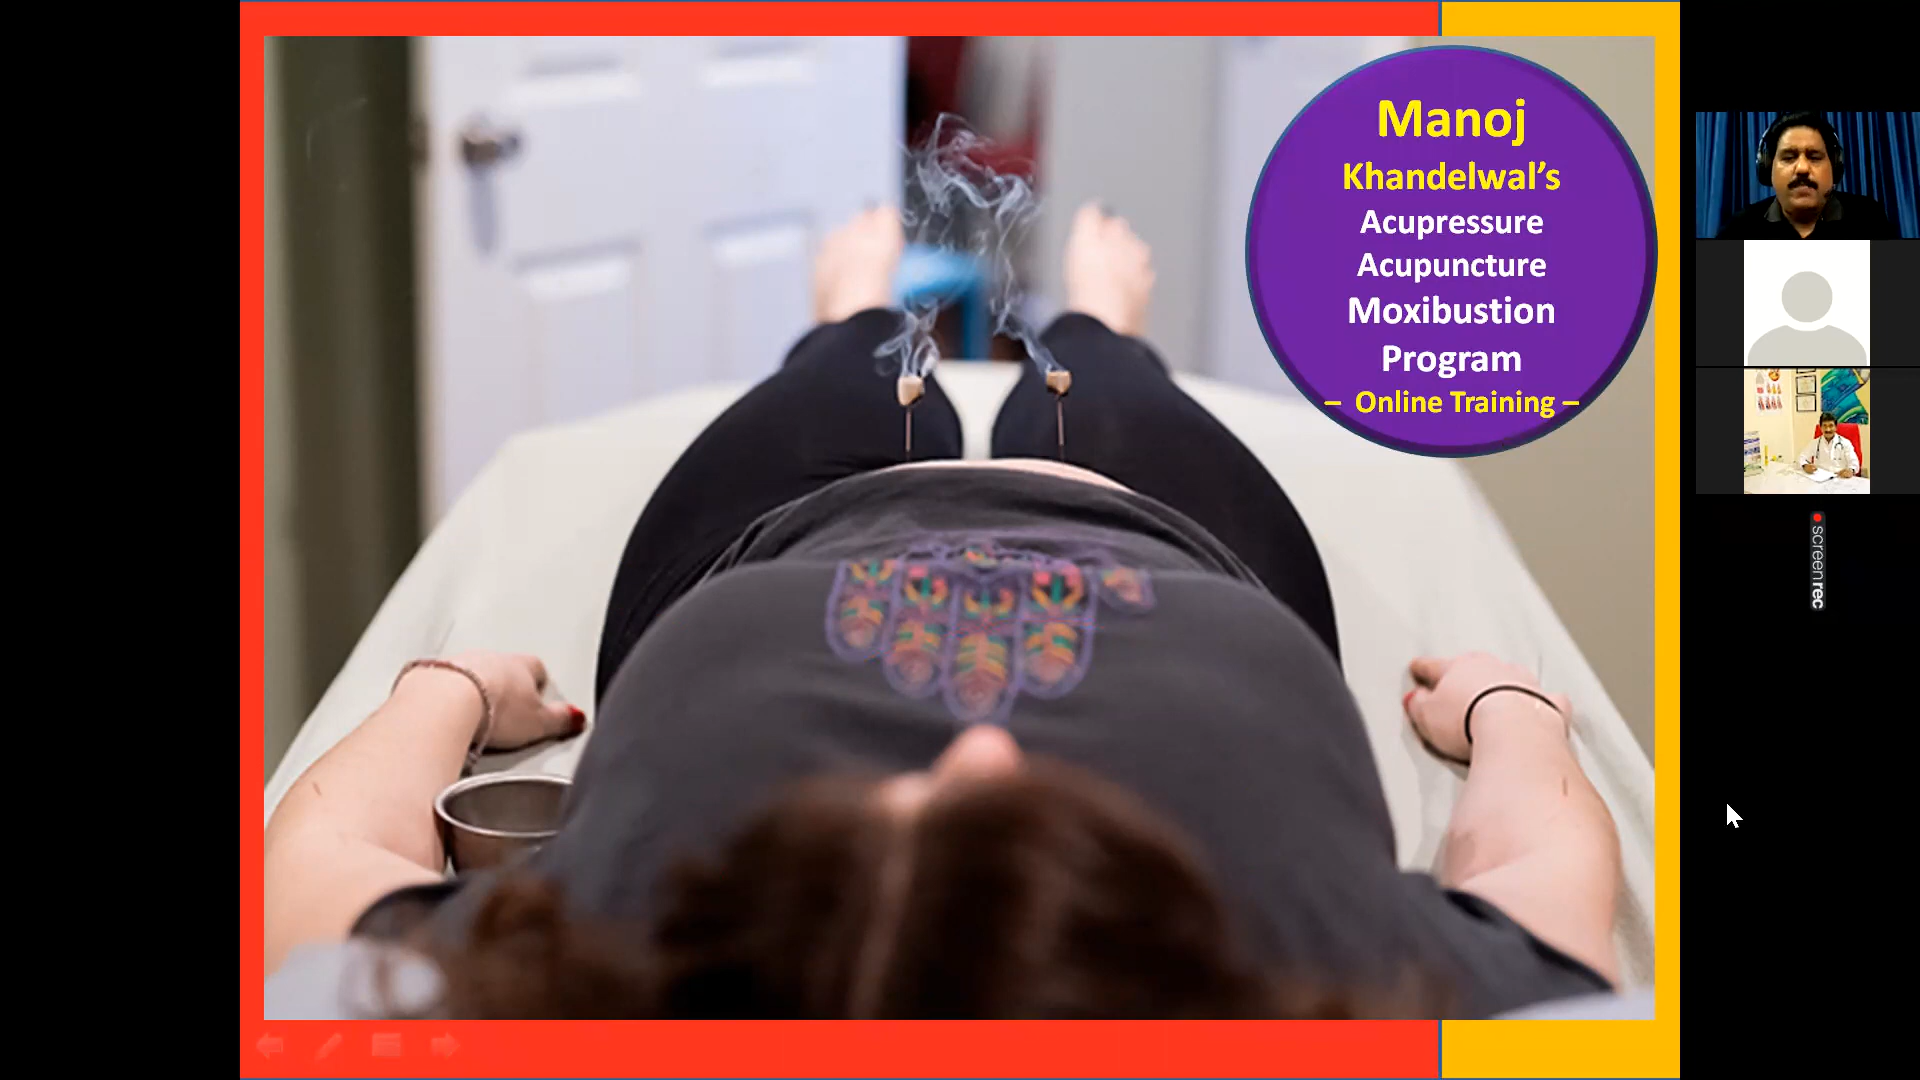 Manoj
Khandelwal’s
Acupressure
Acupuncture
Moxibustion
Program
– Online Training –
screenrec